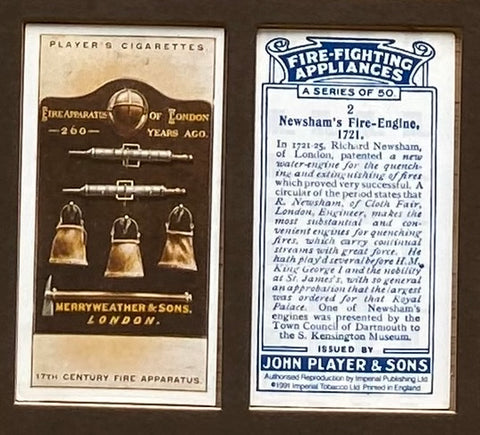 PLAYER'S CIGARETTES
FIRE APPARATUS OF LONDON
—260— YEARS AGO.
MERRYWEATHER & SONS.
LONDON.
17TH CENTURY FIRE APPARATUS.
FIRE-FIGHTING
APPLIANCES
A SERIES OF 50.
2
Newsham's Fire-Engine,
1721.
In 1721-25, Richard Newsham,
of London, patented a new
water-engine for the quench-
ing and extinguishing of fires
which proved very successful. A
circular of the period states that
R. Newsham, of Cloth Fair,
London, Engineer, makes the
most substantial and con-
venient engines for quenching
fires, which carry continual
streams with great force. He
hath play'd several before H.M.
King George I and the nobility
at St. James's, with so general
an approbation that the largest
was ordered for that Royal
Palace. One of Newsham's
engines was presented by the
Town Council of Dartmouth to
the S. Kensington Museum.
ISSUED BY
JOHN PLAYER & SONS
Authorised Reproduction by Imperial Publishing Ltd
©1991 Imperial Tobacco Ltd Printed in England